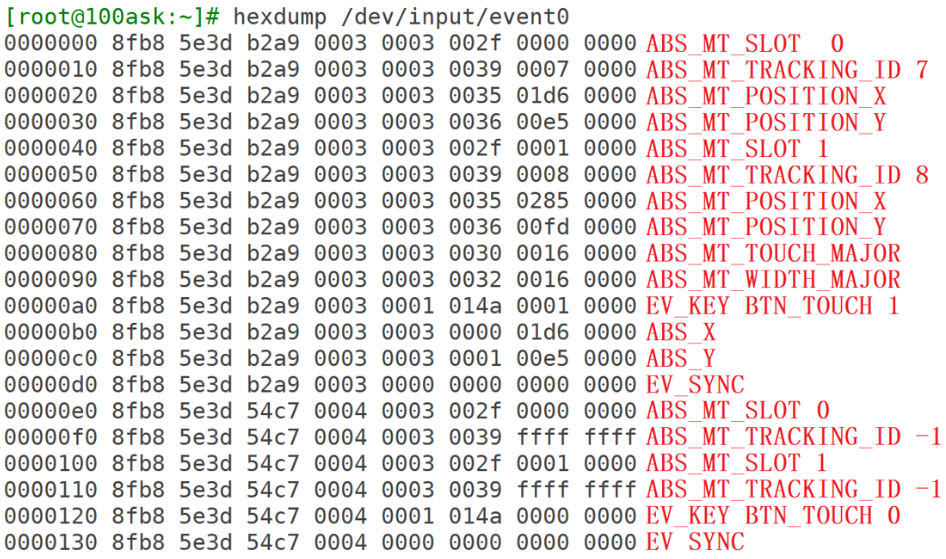 [root@100ask:~]# hexdump /dev/input/event0
0000000 8fb8 5e3d b2a9 0003 0003 002f 0000 0000 ABS_MT_SLOT 0
0000010 8fb8 5e3d b2a9 0003 0003 0039 0007 0000 ABS_MT_TRACKING_ID 7
0000020 8fb8 5e3d b2a9 0003 0003 0035 01d6 0000 ABS_MT_POSITION_X
0000030 8fb8 5e3d b2a9 0003 0003 0036 00e5 0000 ABS_MT_POSITION_Y
0000040 8fb8 5e3d b2a9 0003 0003 002f 0001 0000 ABS_MT_SLOT 1
0000050 8fb8 5e3d b2a9 0003 0003 0039 0008 0000 ABS_MT_TRACKING_ID 8
0000060 8fb8 5e3d b2a9 0003 0003 0035 0285 0000 ABS_MT_POSITION_X
0000070 8fb8 5e3d b2a9 0003 0003 0036 00fd 0000 ABS_MT_POSITION_Y
0000080 8fb8 5e3d b2a9 0003 0003 0030 0016 0000 ABS_MT_TOUCH_MAJOR
0000090 8fb8 5e3d b2a9 0003 0003 0032 0016 0000 ABS_MT_WIDTH_MAJOR
00000a0 8fb8 5e3d b2a9 0003 0001 014a 0001 0000 EV_KEY BTN_TOUCH 1
00000b0 8fb8 5e3d b2a9 0003 0003 0000 01d6 0000 ABS_X
00000c0 8fb8 5e3d b2a9 0003 0003 0001 00e5 0000 ABS_Y
00000d0 8fb8 5e3d b2a9 0003 0000 0000 0000 0000 EV_SYNC
00000e0 8fb8 5e3d 54c7 0004 0003 002f 0000 0000 ABS_MT_SLOT 0
00000f0 8fb8 5e3d 54c7 0004 0003 0039 ffff ffff ABS_MT_TRACKING_ID -1
0000100 8fb8 5e3d 54c7 0004 0003 002f 0001 0000 ABS_MT_SLOT 1
0000110 8fb8 5e3d 54c7 0004 0003 0039 ffff ffff ABS_MT_TRACKING_ID -1
0000120 8fb8 5e3d 54c7 0004 0001 014a 0000 0000 EV_KEY BTN_TOUCH 0
0000130 8fb8 5e3d 54c7 0004 0000 0000 0000 0000 EV_SYNC